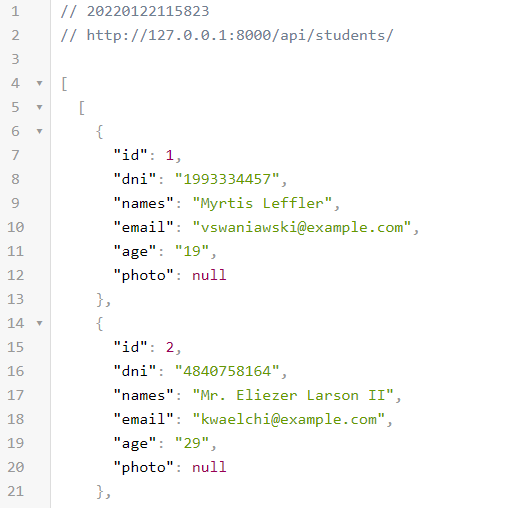 1 // 20220122115823
2 // http://127.0.0.1:8000/api/students/
3
4 [
5 [
6 {
7 "id": 1,
8 "dni": "1993334457",
9 "names": "Myrtis Leffler",
10 "email": "vswaniawski@example.com",
11 "age": "19",
12 "photo": null
13 },
14 {
15 "id": 2,
16 "dni": "4840758164",
17 "names": "Mr. Eliezer Larson II",
18 "email": "kwaelchi@example.com",
19 "age": "29",
20 "photo": null
21 },